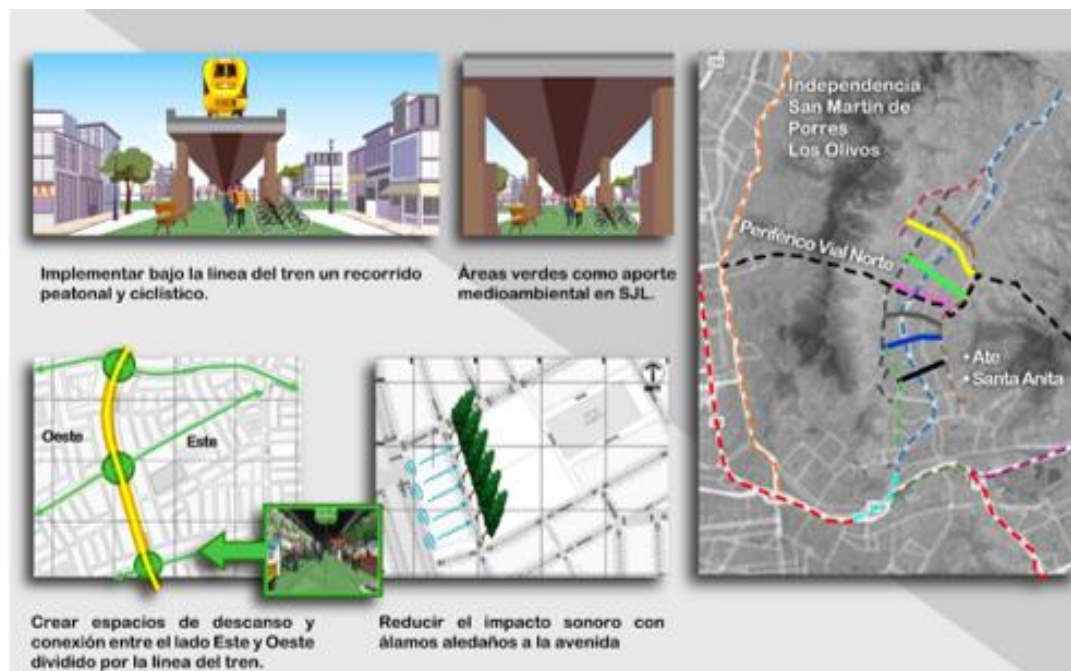 Implementar bajo la línea del tren un recorrido
peatonal y ciclístico.
Áreas verdes como aporte
medioambiental en SJL.
Oeste
Este
Crear espacios de descanso y
conexión entre el lado Este y Oeste
dividido por la línea del tren.
Reducir el impacto sonoro con
álamos aledaños a la avenida
Independencia
San Martin de
Porres
Los Olivos
Periférico Vial Norte
• Ate
• Santa Anita